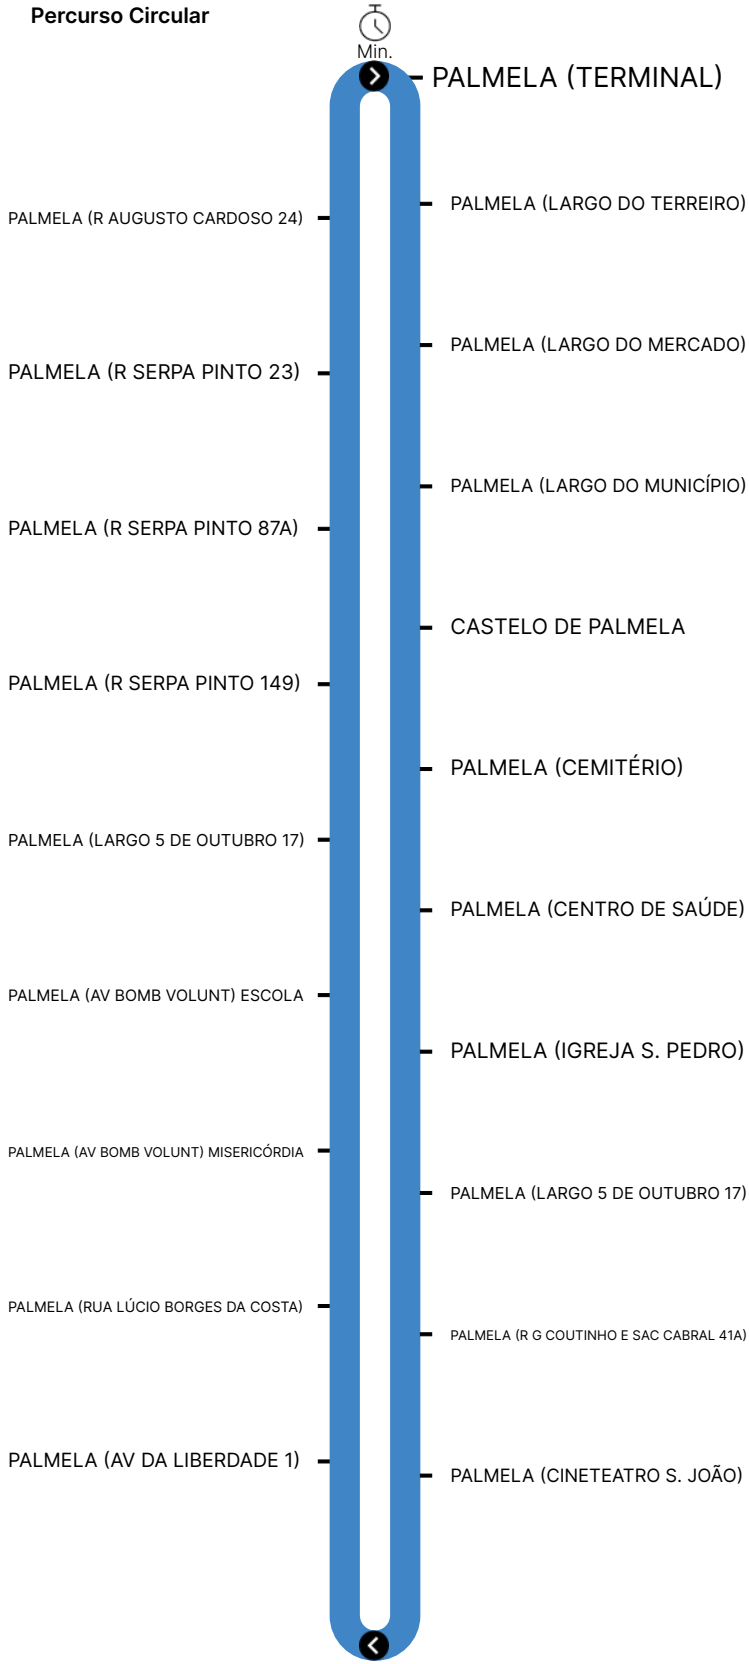 Percurso Circular
Min.
PALMELA (TERMINAL)
PALMELA (LARGO DO TERREIRO)
PALMELA (LARGO DO MERCADO)
PALMELA (LARGO DO MUNICÍPIO)
CASTELO DE PALMELA
PALMELA (CEMITÉRIO)
PALMELA (CENTRO DE SAÚDE)
PALMELA (IGREJA S. PEDRO)
PALMELA (LARGO 5 DE OUTUBRO 17)
PALMELA (R G COUTINHO E SAC CABRAL 41A)
PALMELA (CINETEATRO S. JOÃO)
PALMELA (AV DA LIBERDADE 1)
PALMELA (RUA LÚCIO BORGES DA COSTA)
PALMELA (AV BOMB VOLUNT) MISERICÓRDIA
PALMELA (AV BOMB VOLUNT) ESCOLA
PALMELA (LARGO 5 DE OUTUBRO 17)
PALMELA (R SERPA PINTO 149)
PALMELA (R SERPA PINTO 87A)
PALMELA (R SERPA PINTO 23)
PALMELA (R AUGUSTO CARDOSO 24)